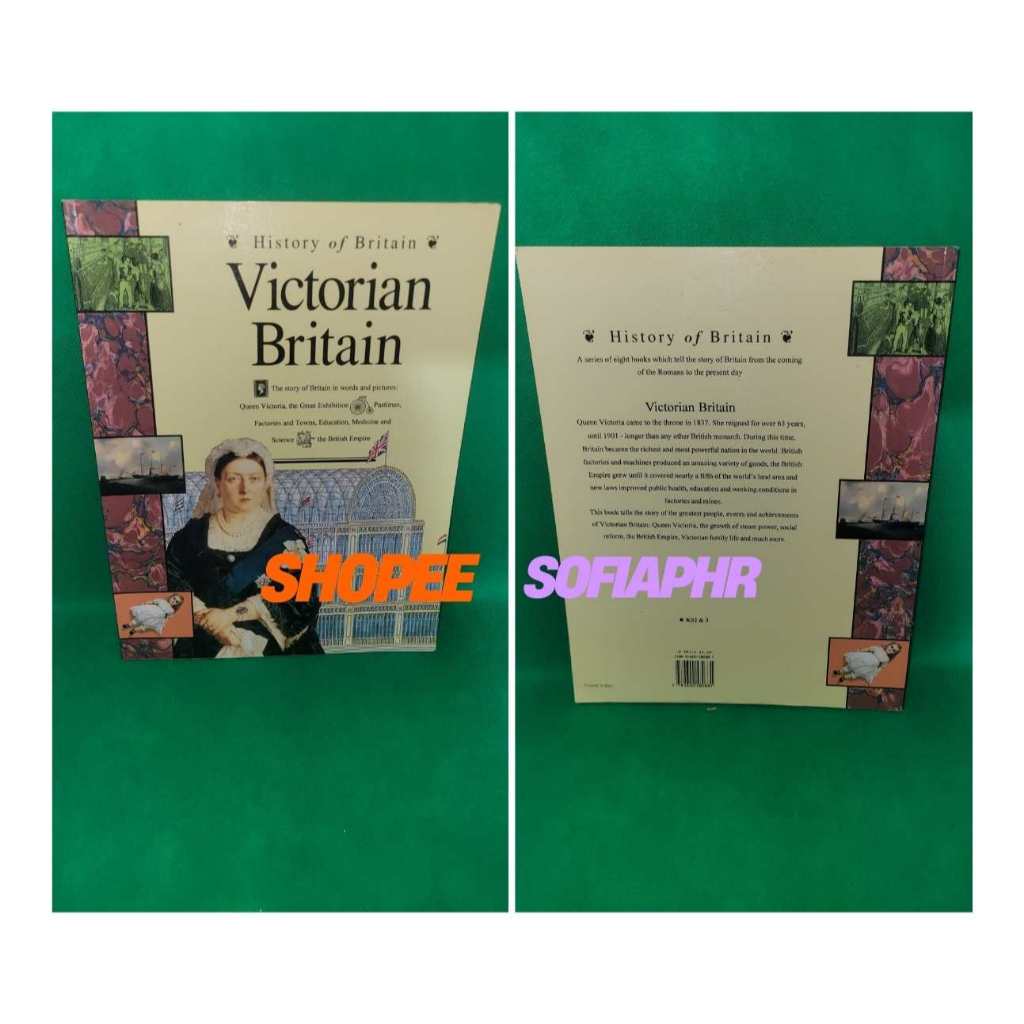 ❦ History of Britain ❦
Victorian
Britain
The story of Britain in words and pictures:
Queen Victoria, the Great Exhibition Pastimes,
Factories and Towns, Education, Medicine and
Science the British Empire
SHOPEE
❦ History of Britain ❦
A series of eight books which tell the story of Britain from the coming
of the Romans to the present day
Victorian Britain
Queen Victoria came to the throne in 1837. She reigned for over 63 years,
until 1901 - longer than any other British monarch. During this time,
Britain became the richest and most powerful nation in the world. British
factories and machines produced an amazing variety of goods, the British
Empire grew until it covered nearly a fifth of the world's land area and
new laws improved public health, education and working conditions in
factories and mines.
This book tells the story of the greatest people, events and achievements
of Victorian Britain: Queen Victoria, the growth of steam power, social
reform, the British Empire, Victorian family life and much more.
SOFIAPHR
KS2 & 3